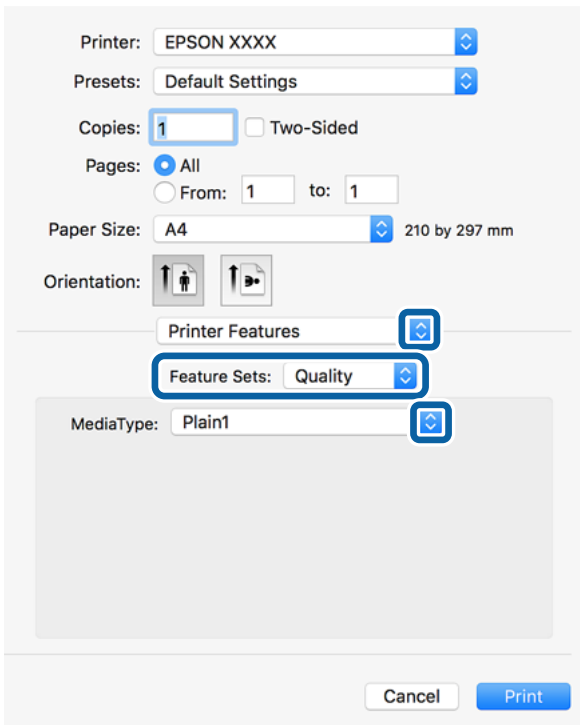 Printer: EPSON XXXX
Presets: Default Settings
Copies: 1 Two-Sided
Pages: All
From: 1 to: 1
Paper Size: A4 210 by 297 mm
Orientation:
Printer Features
Feature Sets: Quality
MediaType: Plain1
Cancel Print